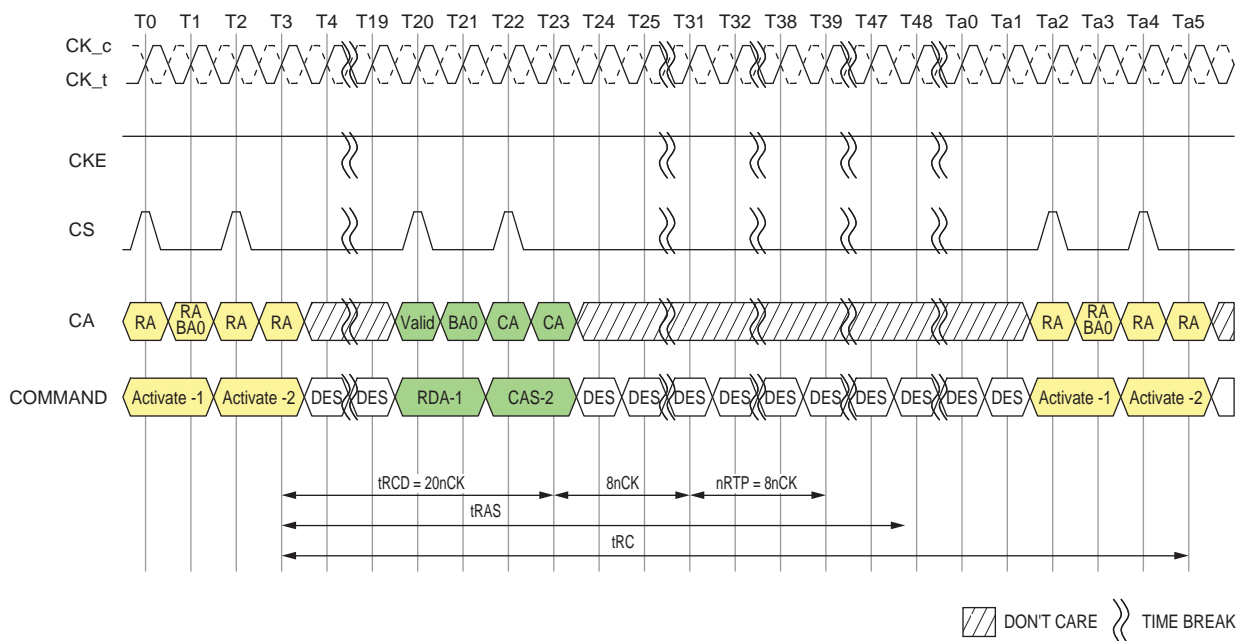 T0 T1 T2 T3 T4 T19 T20 T21 T22 T23 T24 T25 T31 T32 T38 T39 T47 T48 Ta0 Ta1 Ta2 Ta3 Ta4 Ta5
CK_c
CK_t
CKE
CS
CA RA RA BA0 RA RA Valid BA0 CA CA RA RA BA0 RA RA
COMMAND Activate -1 Activate -2 DES DES RDA-1 CAS-2 DES DES DES DES DES DES DES DES DES DES Activate -1 Activate -2
tRCD = 20nCK 8nCK nRTP = 8nCK
tRAS
tRC
DON'T CARE TIME BREAK